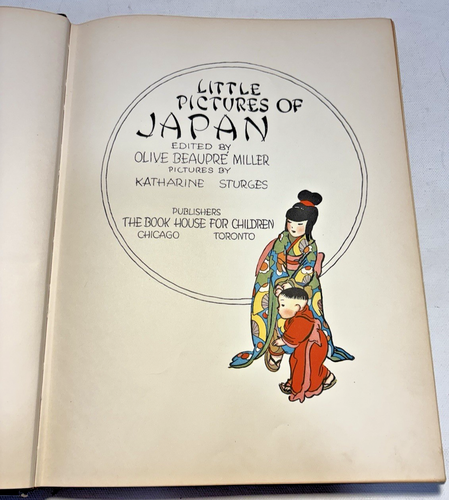 LITTLE
PICTURES OF
JAPAN
EDITED BY
OLIVE BEAUPRÉ MILLER
PICTURES BY
KATHARINE STURGES
PUBLISHERS
THE BOOK HOUSE FOR CHILDREN
CHICAGO TORONTO